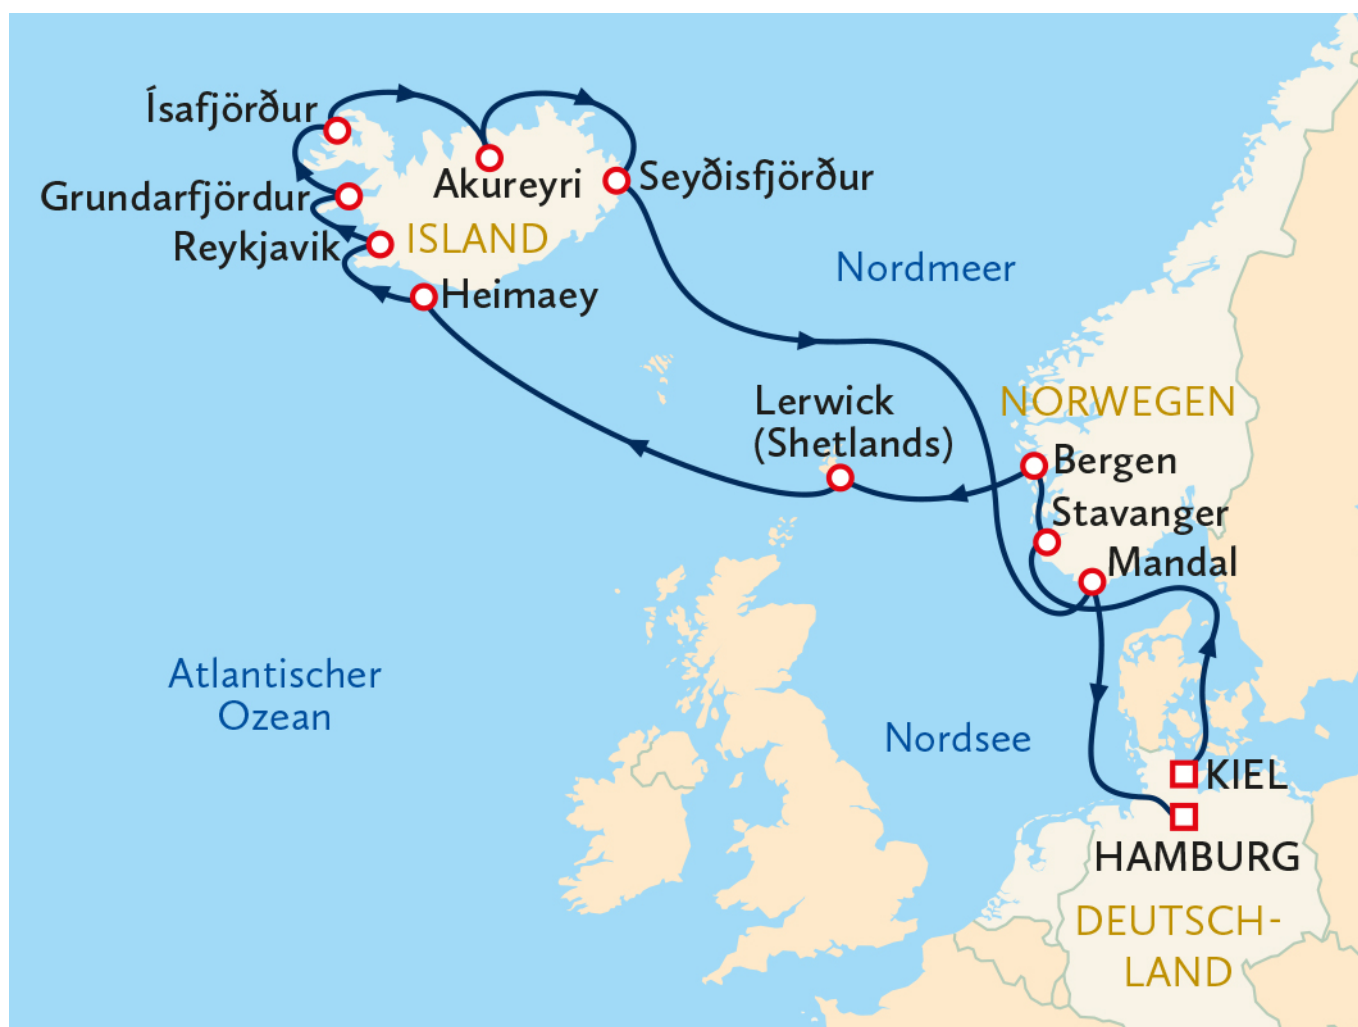 Ísafjörður
Grundarfjördur
Reykjavik
Akureyri
ISLAND
Seyðisfjörður
Heimaey
Nordmeer
Lerwick
(Shetlands)
NORWEGEN
Bergen
Stavanger
Mandal
Atlantischer
Ozean
Nordsee
KIEL
HAMBURG
DEUTSCH-
LAND